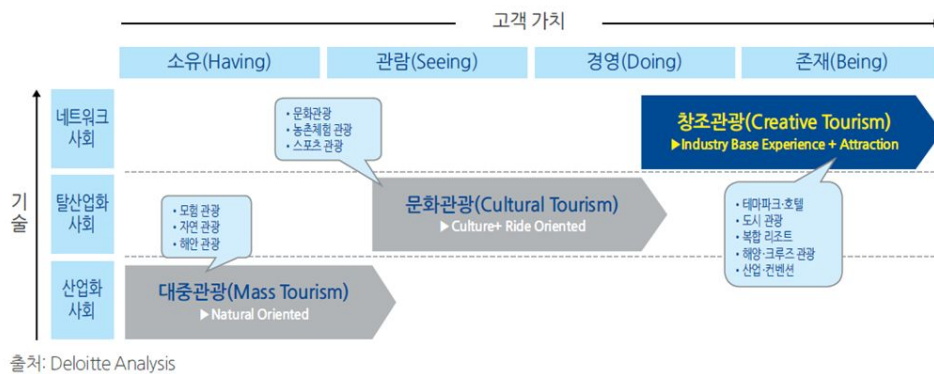 고객 가치
소유(Having)
관람(Seeing)
경영(Doing)
존재(Being)
기술
네트워크
사회
• 문화관광
• 농촌체험 관광
• 스포츠 관광
창조관광(Creative Tourism)
▶Industry Base Experience + Attraction
탈산업화
사회
• 모험 관광
• 자연 관광
• 해안 관광
문화관광(Cultural Tourism)
▶Culture+ Ride Oriented
• 테마파크·호텔
• 도시 관광
• 복합 리조트
• 해양·크루즈 관광
• 산업·컨벤션
산업화
사회
대중관광(Mass Tourism)
▶Natural Oriented
출처: Deloitte Analysis